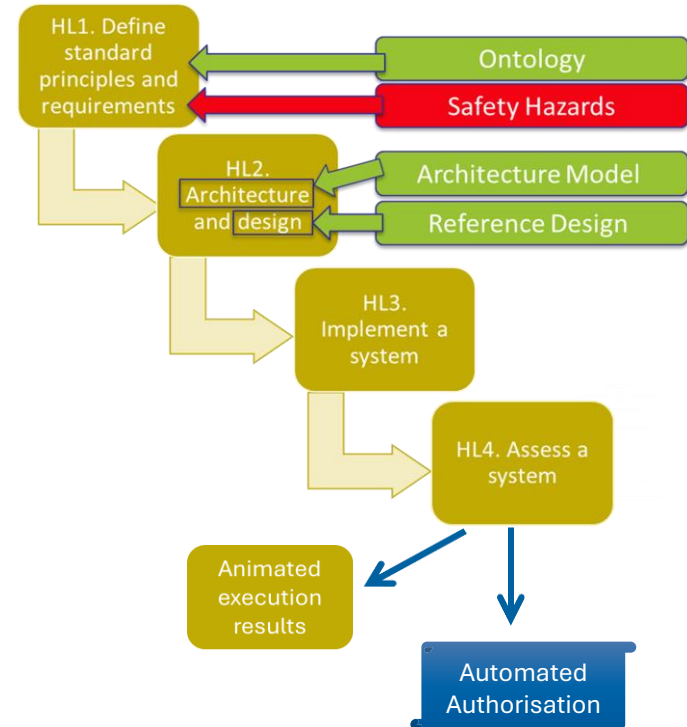 HL1. Define
standard
principles and
requirements
Ontology
Safety Hazards
HL2.
Architecture
and design
Architecture Model
Reference Design
HL3.
Implement a
system
HL4. Assess a
system
Animated
execution
results
Automated
Authorisation